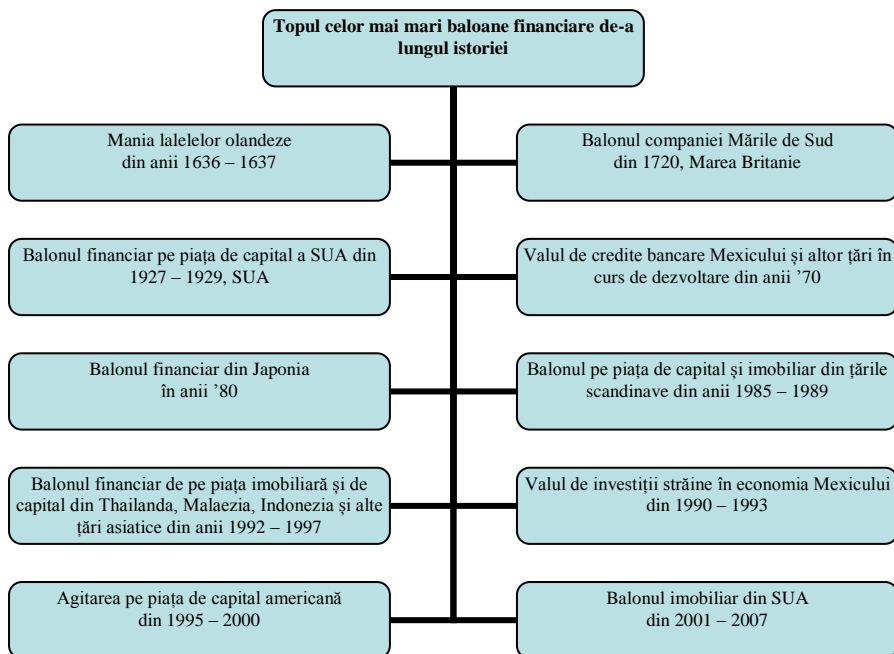 Topul celor mai mari baloane financiare de-a
lungul istoriei
Mania lalelelor olandeze
din anii 1636 – 1637
Balonul companiei Mările de Sud
din 1720, Marea Britanie
Balonul financiar pe piața de capital a SUA din
1927 – 1929, SUA
Valul de credite bancare Mexicului și altor țări în
curs de dezvoltare din anii ’70
Balonul financiar din Japonia
în anii ’80
Balonul pe piața de capital și imobiliar din țările
scandinave din anii 1985 – 1989
Balonul financiar de pe piața imobiliară și de
capital din Thailanda, Malaezia, Indonezia și alte
țări asiatice din anii 1992 – 1997
Valul de investiții străine în economia Mexicului
din 1990 – 1993
Agitarea pe piața de capital americană
din 1995 – 2000
Balonul imobiliar din SUA
din 2001 – 2007